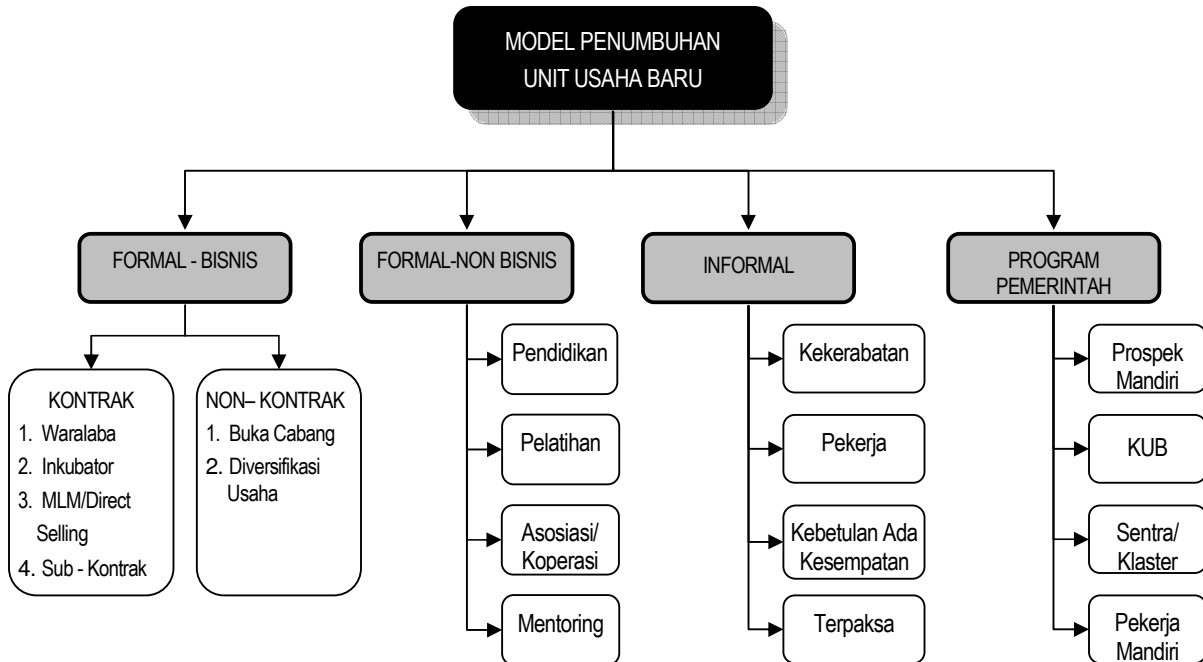 MODEL PENUMBUHAN
UNIT USAHA BARU
FORMAL - BISNIS
FORMAL-NON BISNIS
INFORMAL
PROGRAM
PEMERINTAH
KONTRAK
1. Waralaba
2. Inkubator
3. MLM/Direct
Selling
4. Sub - Kontrak
NON– KONTRAK
1. Buka Cabang
2. Diversifikasi
Usaha
Pendidikan
Pelatihan
Asosiasi/
Koperasi
Mentoring
Kekerabatan
Pekerja
Kebetulan Ada
Kesempatan
Terpaksa
Prospek
Mandiri
KUB
Sentra/
Klaster
Pekerja
Mandiri